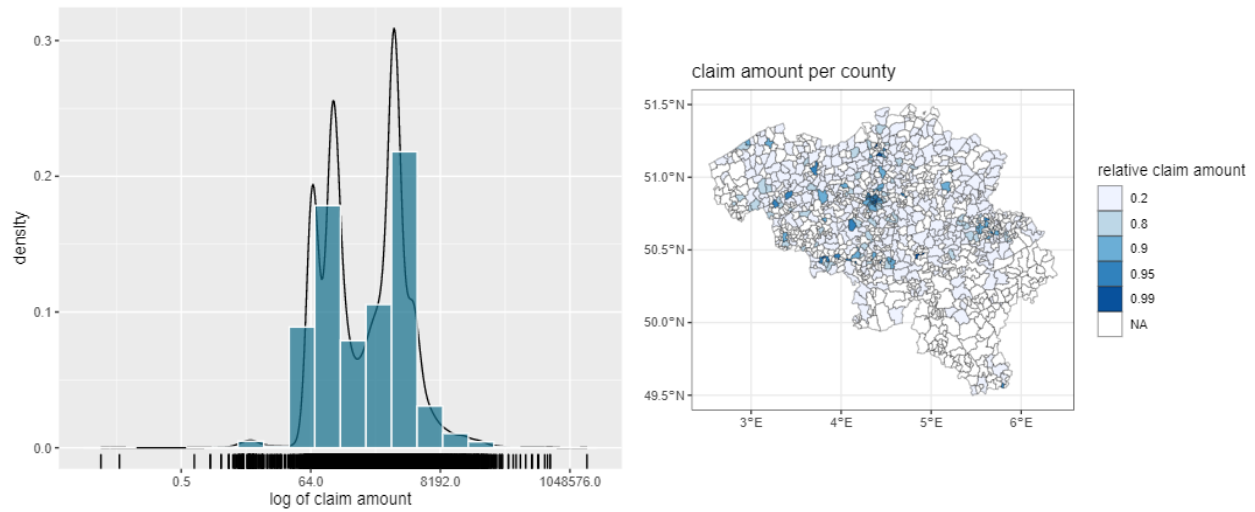 density
0.3
0.2
0.1
0.0
0.5
64.0
8192.0
1048576.0
log of claim amount
claim amount per county
51.5°N
51.0°N
50.5°N
50.0°N
49.5°N
3°E
4°E
5°E
6°E
relative claim amount
0.2
0.8
0.9
0.95
0.99
NA